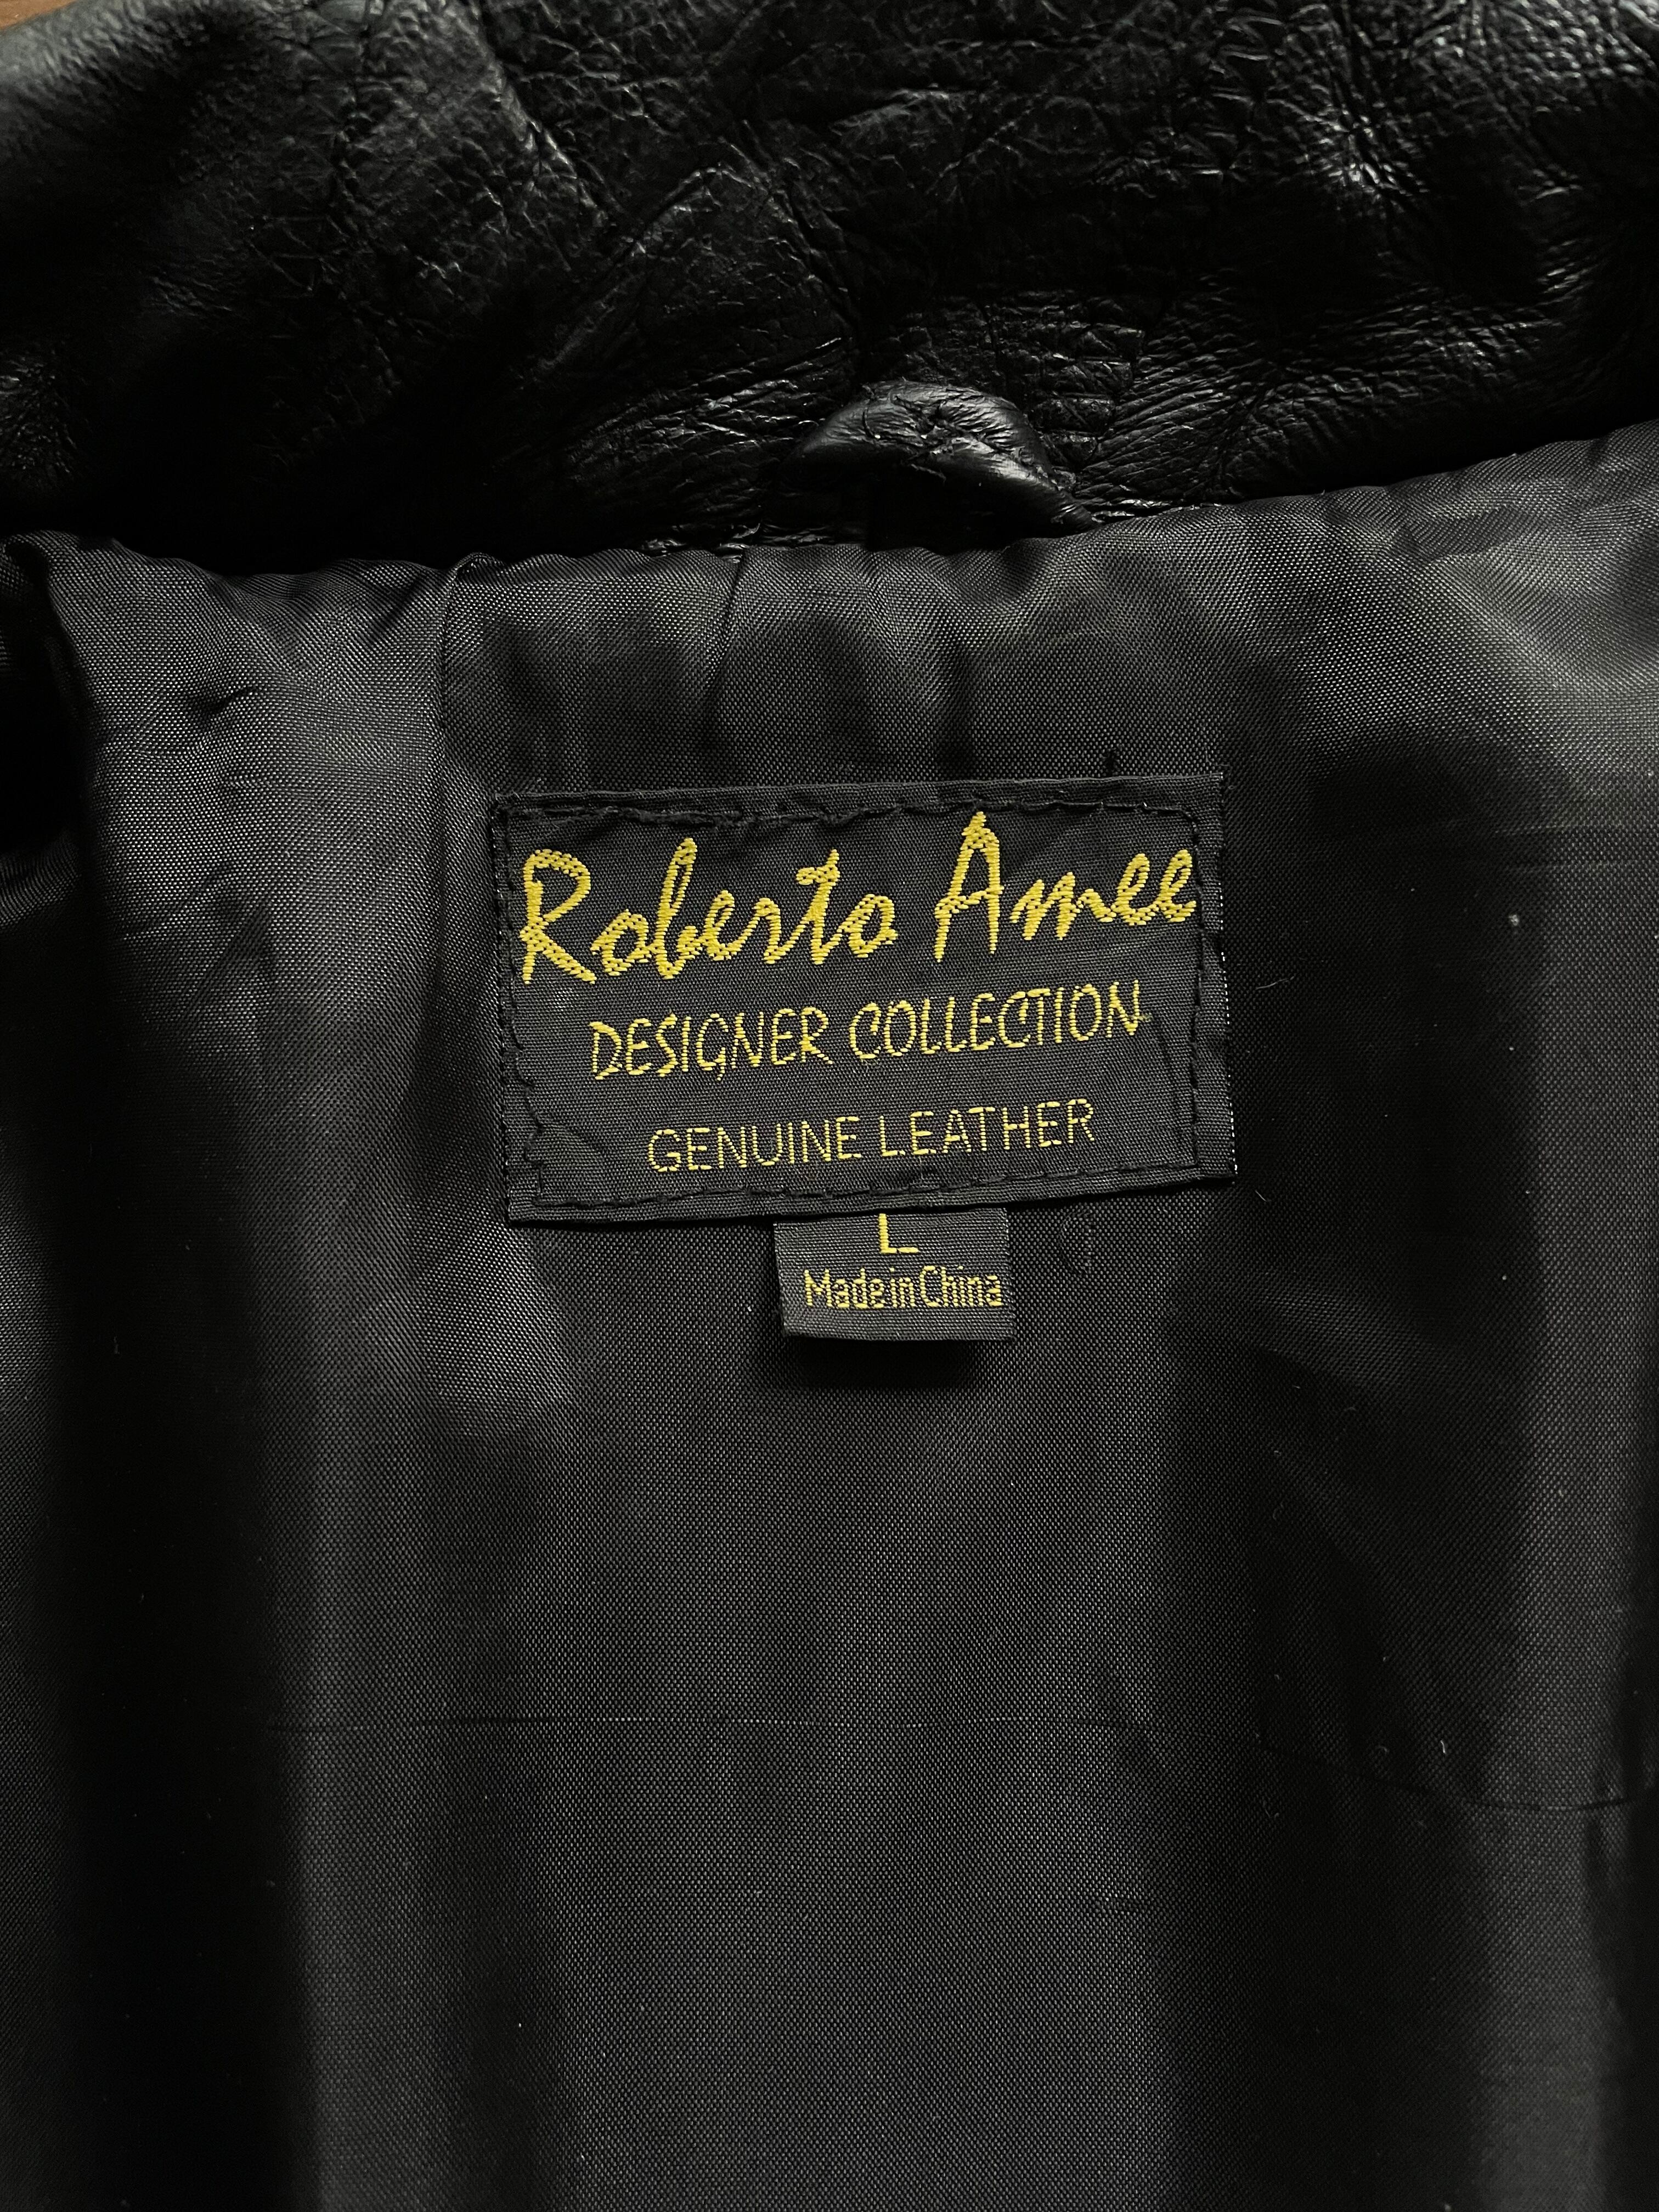 Roberto Amee
DESIGNER COLLECTION
GENUINE LEATHER
L
Made in China